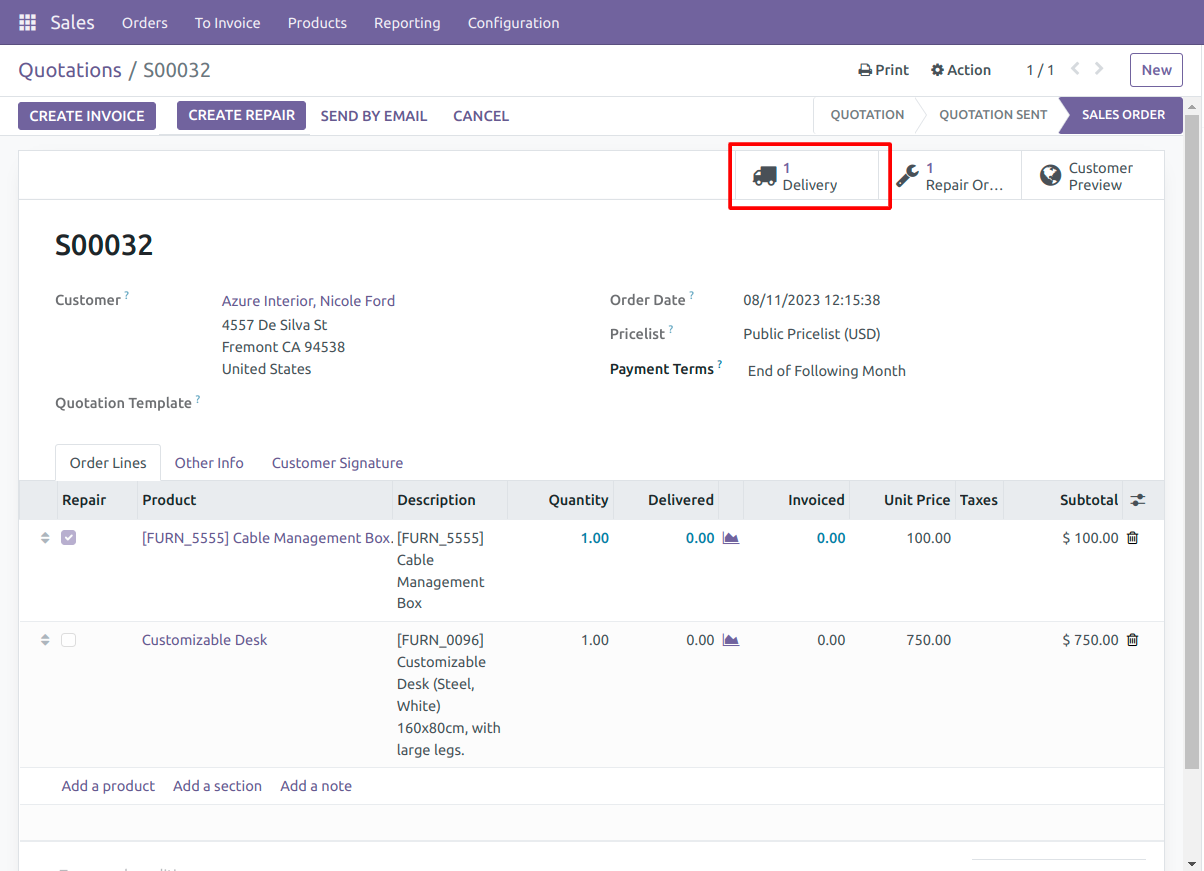 Sales Orders To Invoice Products Reporting Configuration
Quotations / S00032 Print Action 1 / 1 New
CREATE INVOICE CREATE REPAIR SEND BY EMAIL CANCEL QUOTATION QUOTATION SENT SALES ORDER
1 Delivery
1 Repair Or...
Customer Preview
S00032
Customer ? Azure Interior, Nicole Ford
4557 De Silva St
Fremont CA 94538
United States
Quotation Template ?
Order Date ? 08/11/2023 12:15:38
Pricelist ? Public Pricelist (USD)
Payment Terms ? End of Following Month
Order Lines Other Info Customer Signature
Repair Product Description Quantity Delivered Invoiced Unit Price Taxes Subtotal
[FURN_5555] Cable Management Box. [FURN_5555] 1.00 0.00 0.00 100.00 $ 100.00
Cable
Management
Box
Customizable Desk [FURN_0096] 1.00 0.00 0.00 750.00 $ 750.00
Customizable
Desk (Steel,
White)
160x80cm, with
large legs.
Add a product Add a section Add a note